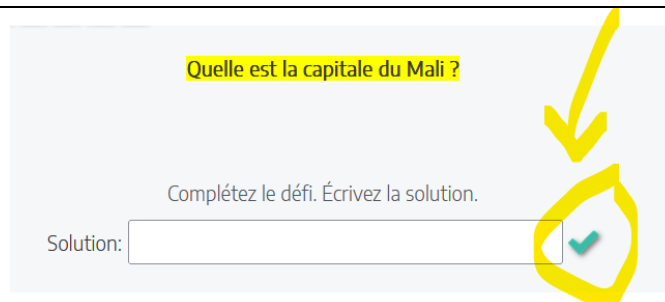 Quelle est la capitale du Mali ?
Complétez le défi. Écrivez la solution.
Solution: